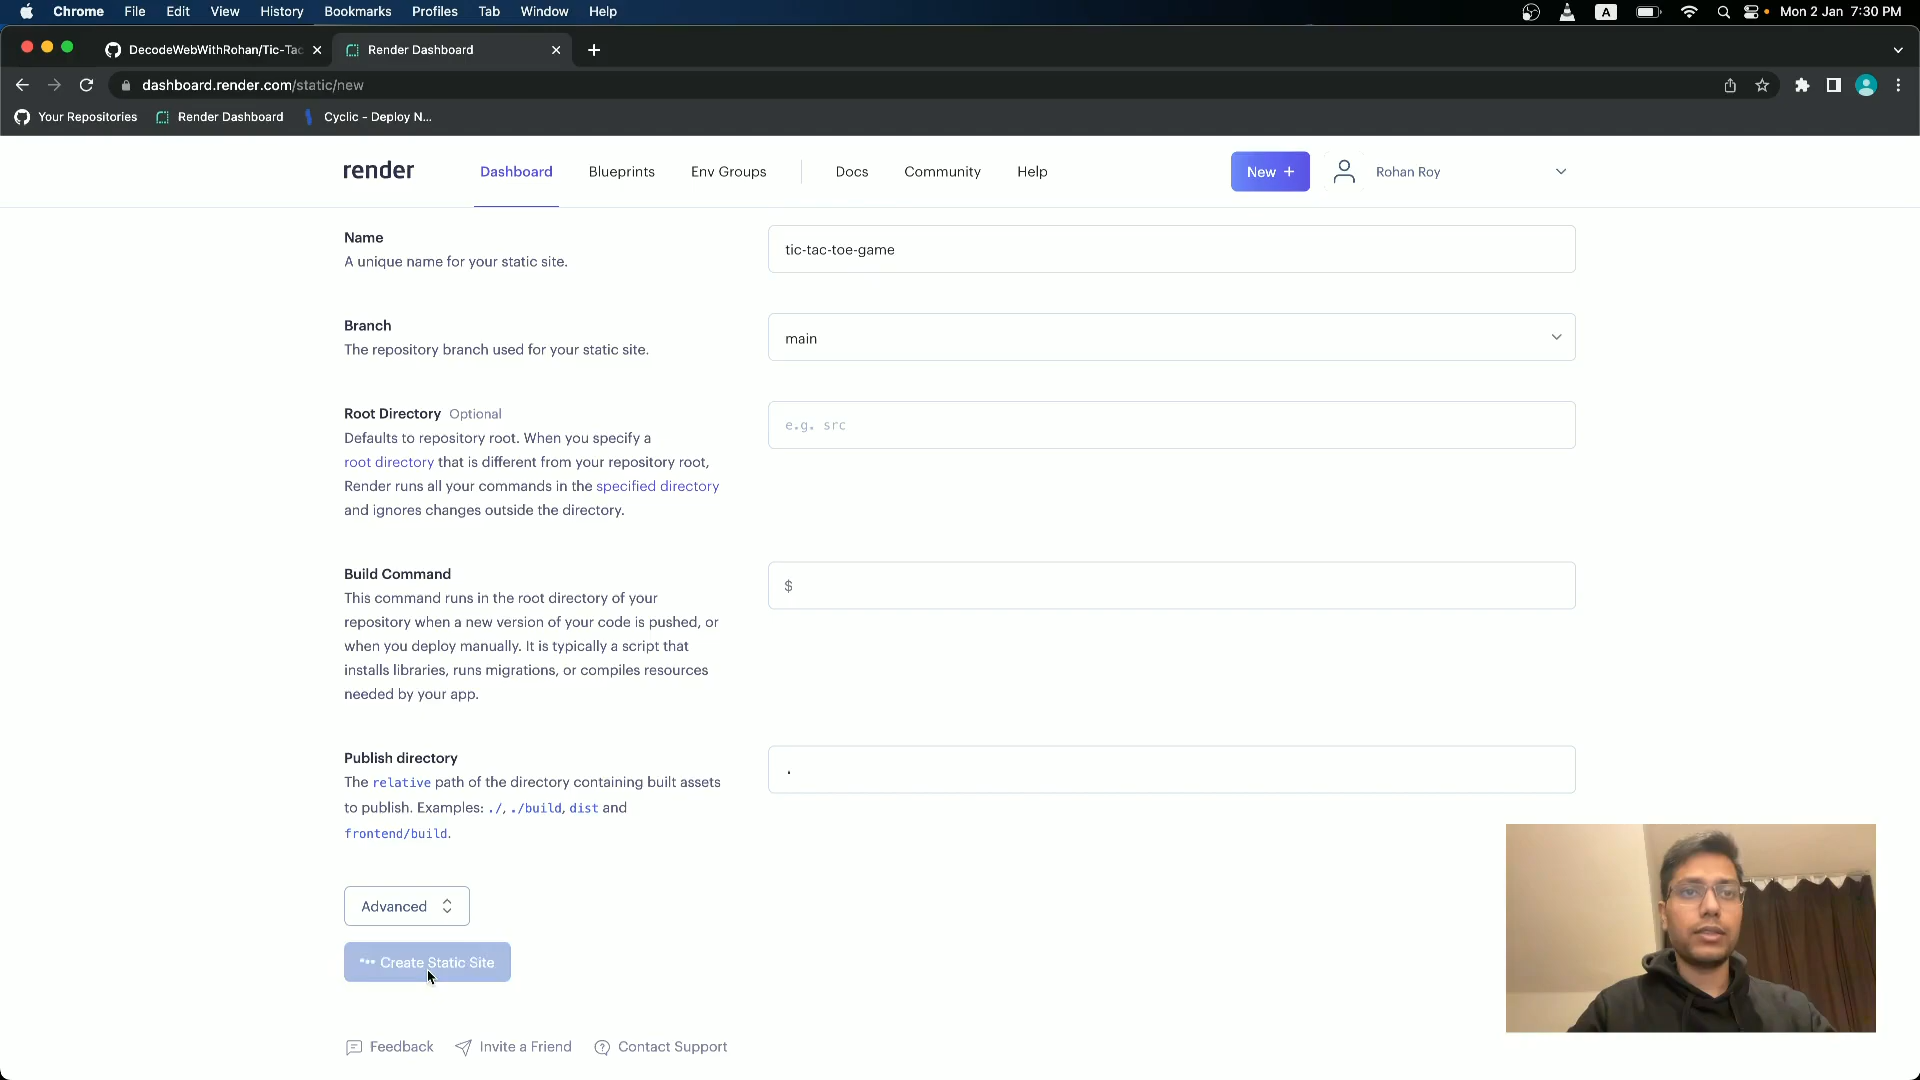 Chrome File Edit View History Bookmarks Profiles Tab Window Help A Mon 2 Jan 7:30 PM
DecodeWebWithRohan/Tic-Tac Render Dashboard
dashboard.render.com/static/new
Your Repositories Render Dashboard Cyclic - Deploy N...
render Dashboard Blueprints Env Groups Docs Community Help New + Rohan Roy
Name
A unique name for your static site.
tic-tac-toe-game
Branch
The repository branch used for your static site.
main
Root Directory Optional
Defaults to repository root. When you specify a
root directory that is different from your repository root,
Render runs all your commands in the specified directory
and ignores changes outside the directory.
e.g. src
Build Command
This command runs in the root directory of your
repository when a new version of your code is pushed, or
when you deploy manually. It is typically a script that
installs libraries, runs migrations, or compiles resources
needed by your app.
$
Publish directory
The relative path of the directory containing built assets
to publish. Examples: ./, ./build, dist and
frontend/build.
.
Advanced
Create Static Site
Feedback Invite a Friend Contact Support